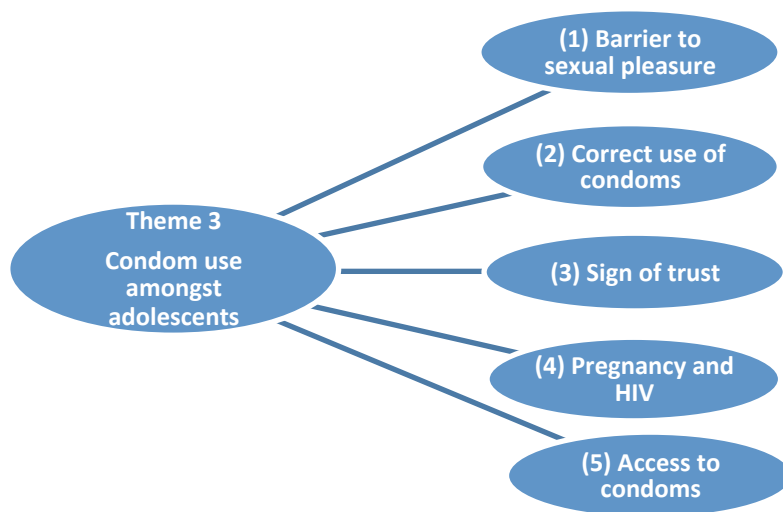 Theme 3
Condom use
amongst
adolescents
(1) Barrier to
sexual pleasure
(2) Correct use of
condoms
(3) Sign of trust
(4) Pregnancy and
HIV
(5) Access to
condoms